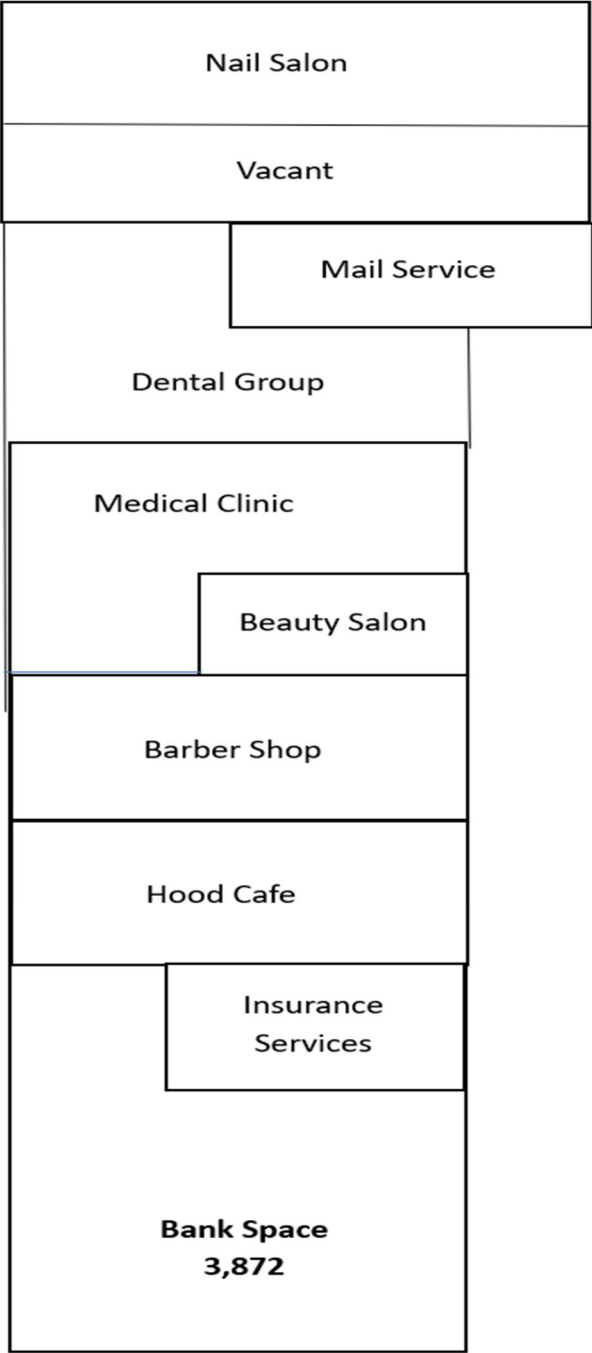 Nail Salon
Vacant
Mail Service
Dental Group
Medical Clinic
Beauty Salon
Barber Shop
Hood Cafe
Insurance
Services
Bank Space
3,872